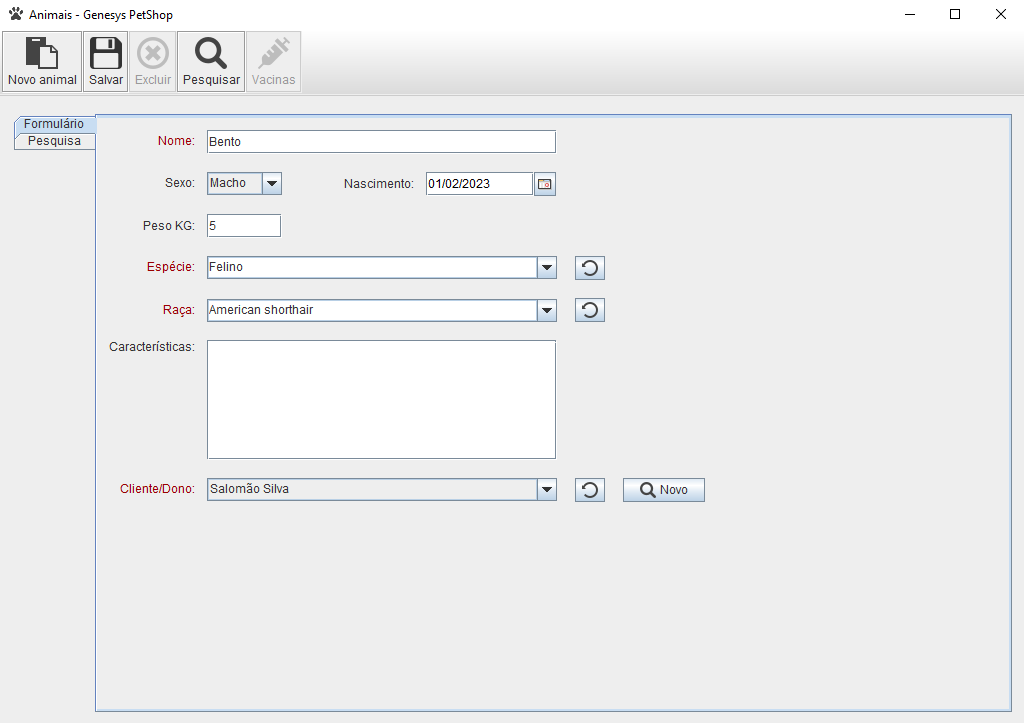 Animais - Genesys PetShop
Novo animal Salvar Excluir Pesquisar Vacinas
Formulário
Pesquisa
Nome: Bento
Sexo: Macho Nascimento: 01/02/2023
Peso KG: 5
Espécie: Felino
Raça: American shorthair
Características:
Cliente/Dono: Salomão Silva Novo